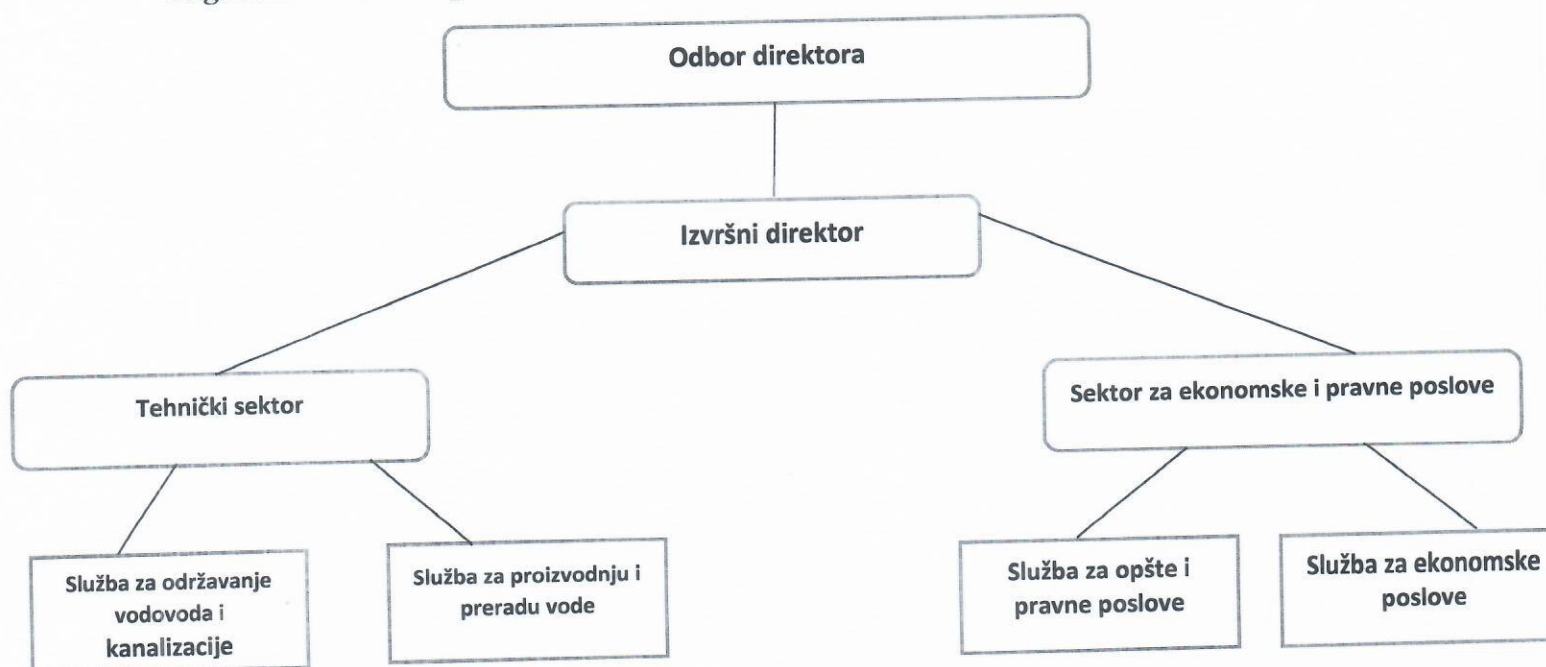 Odbor direktora
Izvršni direktor
Tehnički sektor
Sektor za ekonomske i pravne poslove
Služba za održavanje
vodovoda i
kanalizacije
Služba za proizvodnju i
preradu vode
Služba za opšte i
pravne poslove
Služba za ekonomske
poslove